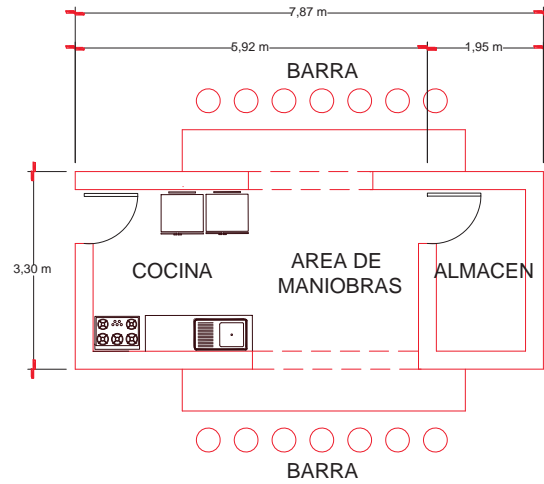 7,87 m
5,92 m
1,95 m
BARRA
3,30 m
COCINA
AREA DE
MANIOBRAS
ALMACEN
BARRA